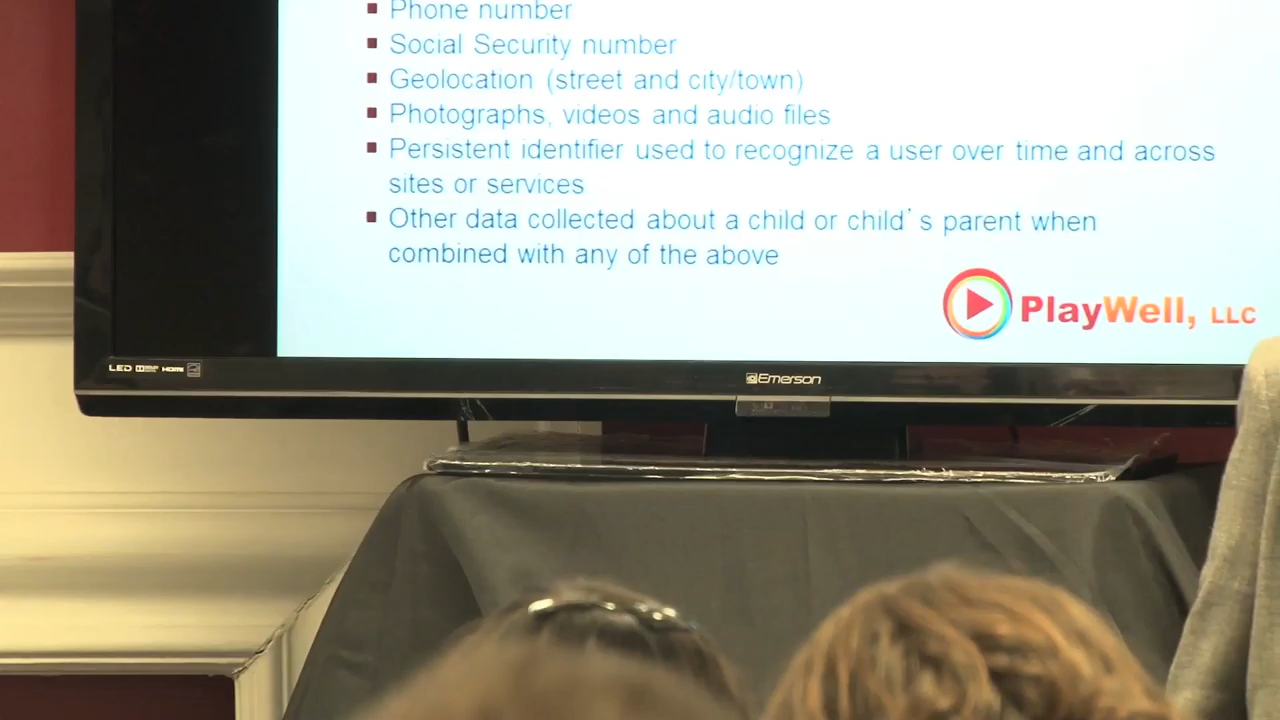 Phone number
Social Security number
Geolocation (street and city/town)
Photographs, videos and audio files
Persistent identifier used to recognize a user over time and across
sites or services
Other data collected about a child or child's parent when
combined with any of the above
PlayWell, LLC
LED HDMI
Emerson